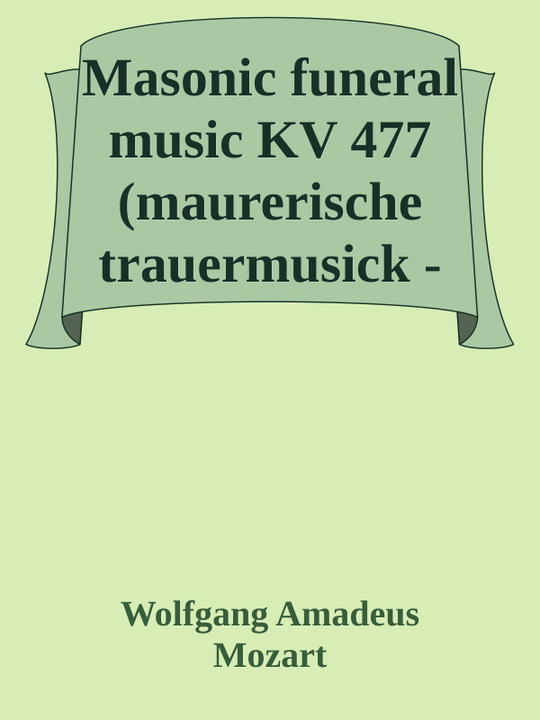 Masonic funeral
music KV 477
(maurerische
trauermusick -
Wolfgang Amadeus
Mozart